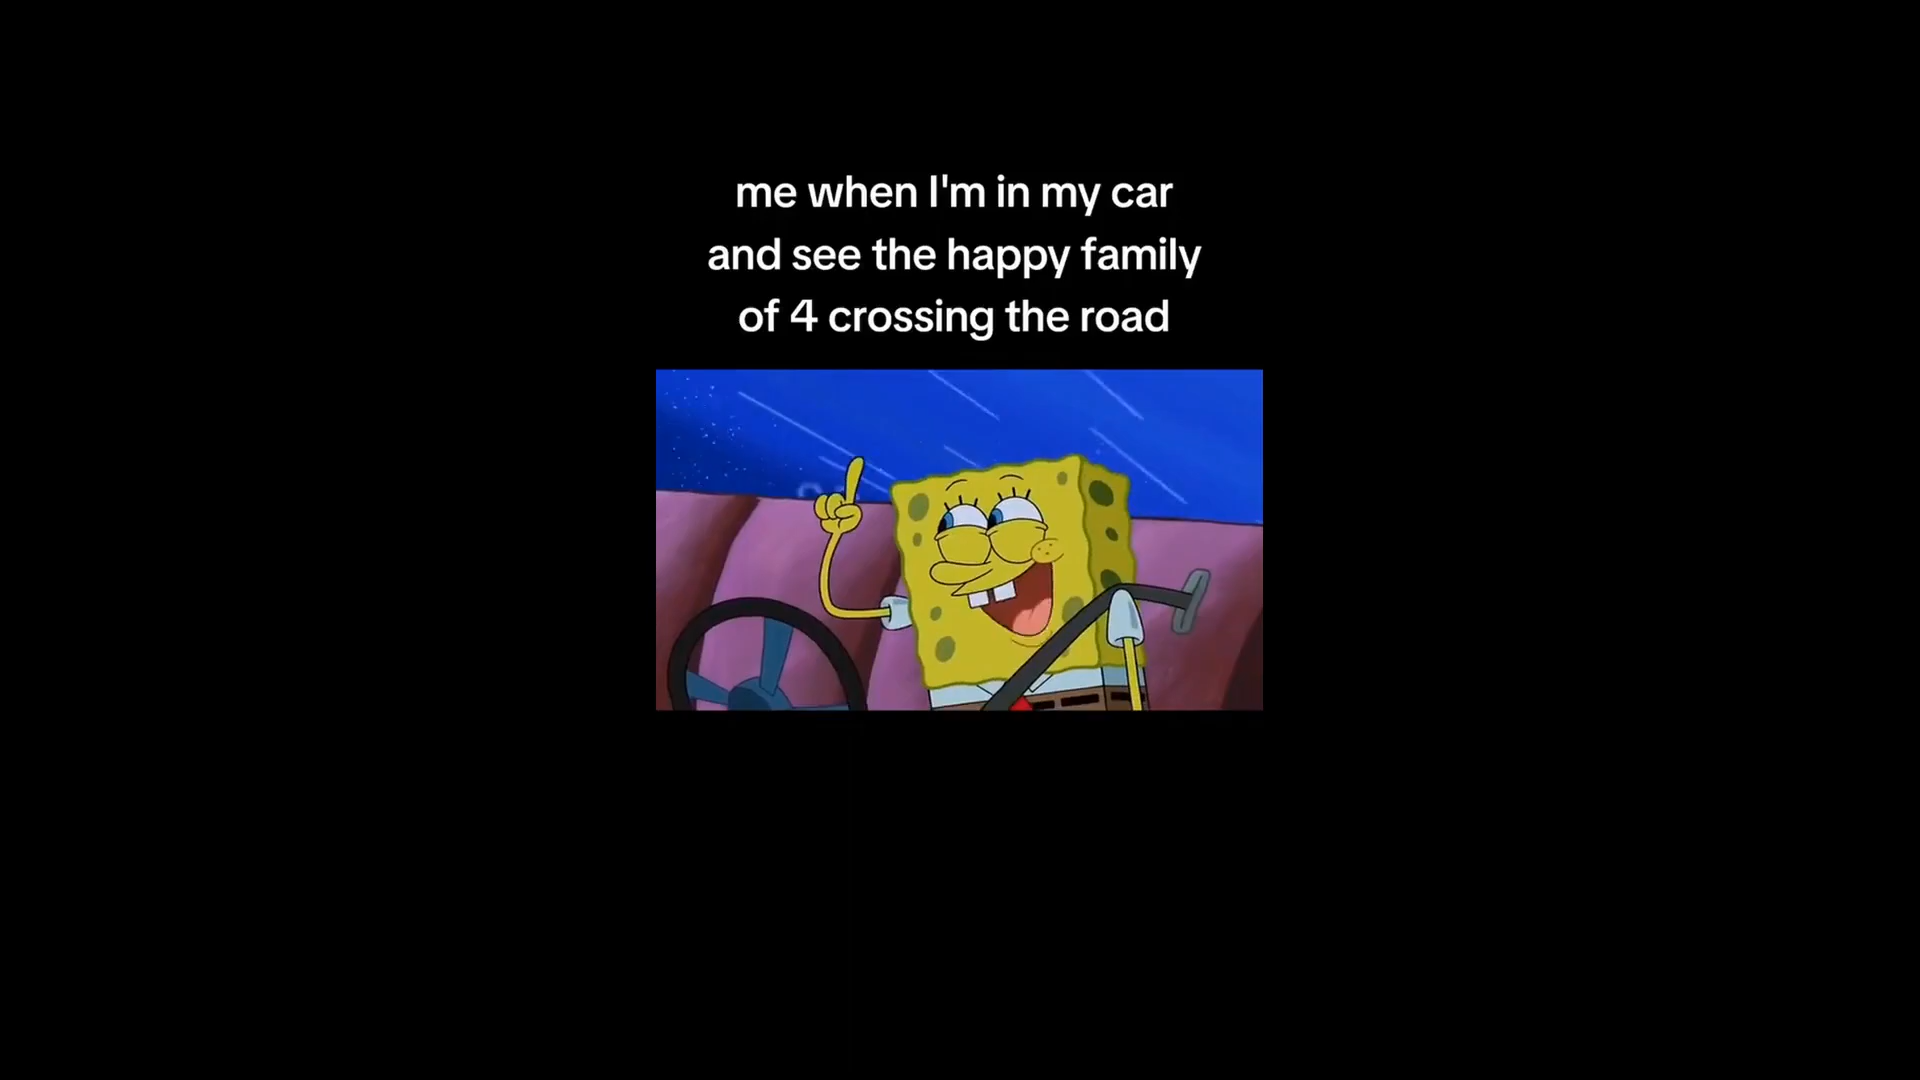 me when I'm in my car
and see the happy family
of 4 crossing the road